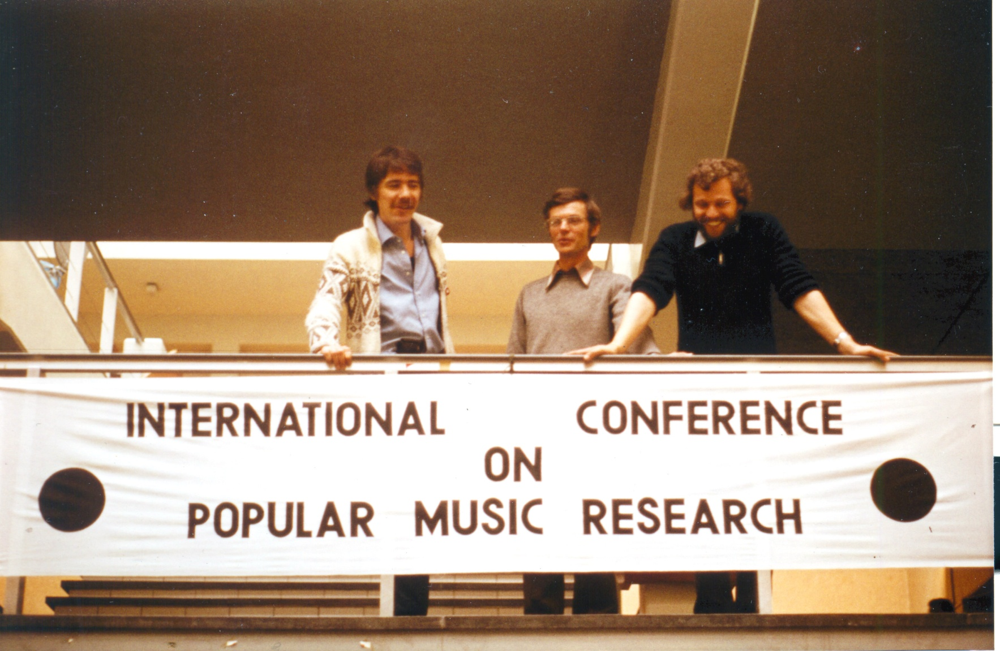 INTERNATIONAL CONFERENCE
ON
POPULAR MUSIC RESEARCH